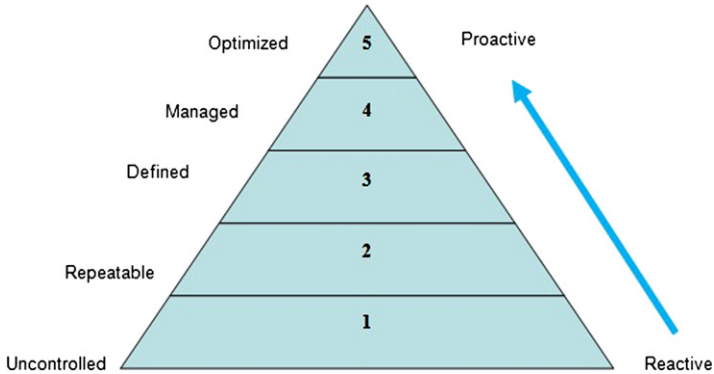 Optimized
5
Proactive
Managed
4
Defined
3
Repeatable
2
1
Uncontrolled
Reactive